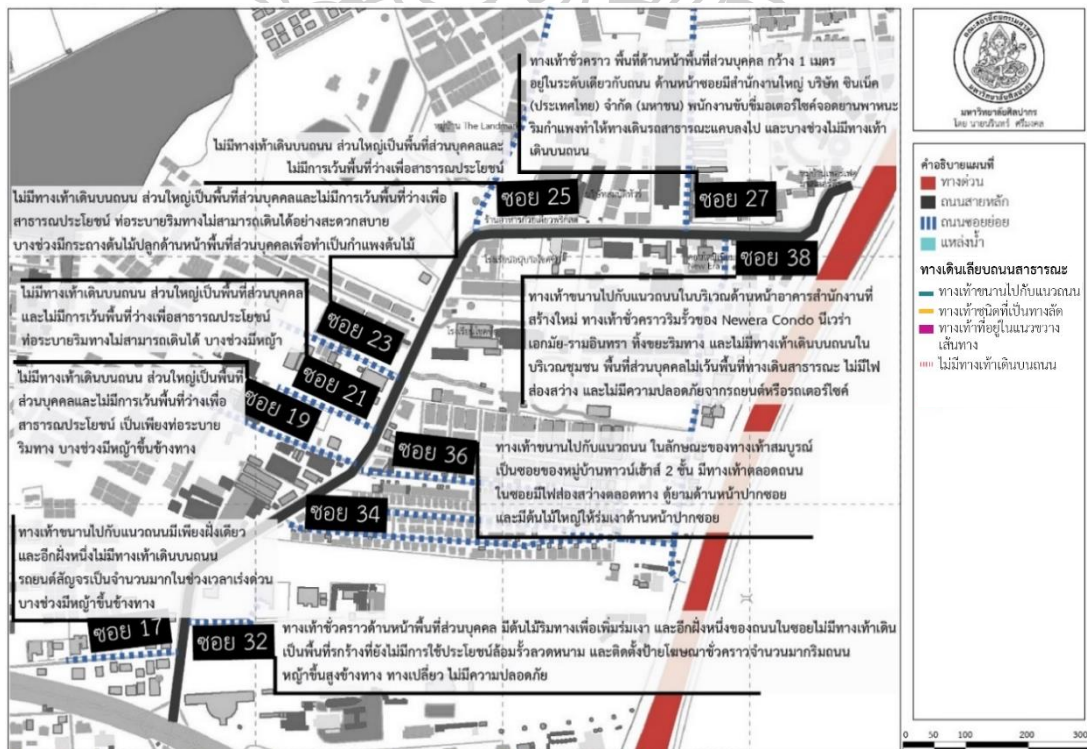 ทางเท้าชั่วคราว พื้นที่ด้านหน้าพื้นที่ส่วนบุคคล กว้าง 1 เมตร
อยู่ในระดับเดียวกับถนน ด้านหน้าซอยมีสำนักงานใหญ่ บริษัท ซินเน็ค
(ประเทศไทย) จำกัด (มหาชน) พนักงานขับขี่มอเตอร์ไซค์จอดยานพาหนะ
ริมกำแพงทำให้ทางเดินรถสาธารณะแคบลงไป และบางช่วงไม่มีทางเท้า
เดินบนถนน
The Landmark
ไม่มีทางเท้าเดินบนถนน ส่วนใหญ่เป็นพื้นที่ส่วนบุคคลและ
ไม่มีการเว้นพื้นที่ว่างเพื่อสาธารณประโยชน์
ซอย 25
ซอย 27
ซอย 38
ไม่มีทางเท้าเดินบนถนน ส่วนใหญ่เป็นพื้นที่ส่วนบุคคลและไม่มีการเว้นพื้นที่ว่างเพื่อ
สาธารณประโยชน์ ท่อระบายริมทางไม่สามารถเดินได้อย่างสะดวกสบาย
บางช่วงมีกระถางต้นไม้ปลูกด้านหน้าพื้นที่ส่วนบุคคลเพื่อทำเป็นกำแพงต้นไม้
ไม่มีทางเท้าเดินบนถนน ส่วนใหญ่เป็นพื้นที่ส่วนบุคคล
และไม่มีการเว้นพื้นที่ว่างเพื่อสาธารณประโยชน์
ท่อระบายริมทางไม่สามารถเดินได้ บางช่วงมีหญ้า
ซอย 23
ซอย 21
ซอย 19
ไม่มีทางเท้าเดินบนถนน ส่วนใหญ่เป็นพื้นที่
ส่วนบุคคลและไม่มีการเว้นพื้นที่ว่างเพื่อ
สาธารณประโยชน์ เป็นเพียงท่อระบาย
ริมทาง บางช่วงมีหญ้าขึ้นข้างทาง
ทางเท้าขนานไปกับแนวถนนในบริเวณด้านหน้าอาคารสำนักงานที่
สร้างใหม่ ทางเท้าชั่วคราวริมรั้วของ Newera Condo นิเวร่า
เอกมัย-รามอินทรา ทิ้งขยะริมทาง และไม่มีทางเท้าเดินบนถนนใน
บริเวณชุมชน พื้นที่ส่วนบุคคลไม่เว้นพื้นที่ทางเดินสาธารณะ ไม่มีไฟ
ส่องสว่าง และไม่มีความปลอดภัยจากรถยนต์หรือรถเตอร์ไซค์
ซอย 36
ซอย 34
ทางเท้าขนานไปกับแนวถนน ในลักษณะของทางเท้าสมบูรณ์
เป็นซอยของหมู่บ้านทาวน์เฮ้าส์ 2 ชั้น มีทางเท้าตลอดถนน
ในซอยมีไฟส่องสว่างตลอดทาง ตู้ยามด้านหน้าปากซอย
และมีต้นไม้ใหญ่ให้ร่มเงาด้านหน้าปากซอย
ทางเท้าขนานไปกับแนวถนนมีเพียงฝั่งเดียว
และอีกฝั่งหนึ่งไม่มีทางเท้าเดินบนถนน
รถยนต์สัญจรเป็นจำนวนมากในช่วงเวลาเร่งด่วน
บางช่วงมีหญ้าขึ้นข้างทาง
ซอย 17
ซอย 32
ทางเท้าชั่วคราวด้านหน้าพื้นที่ส่วนบุคคล มีต้นไม้ริมทางเพื่อเพิ่มร่มเงา และอีกฝั่งหนึ่งของถนนในซอยไม่มีทางเท้าเดิน
เป็นพื้นที่รกร้างที่ยังไม่มีการใช้ประโยชน์ล้อมรั้วลวดหนาม และติดตั้งป้ายโฆษณาชั่วคราวจำนวนมากริมถนน
หญ้าขึ้นสูงข้างทาง ทางเปลี่ยว ไม่มีความปลอดภัย
คณะสถาปัตยกรรมศาสตร์
มหาวิทยาลัยศิลปากร
มหาวิทยาลัยศิลปากร
คำอธิบายแผนที่
ทางด่วน
ถนนสายหลัก
ถนนซอยย่อย
แหล่งน้ำ
ทางเดินเลียบถนนสาธารณะ
ทางเท้าขนานไปกับแนวถนน
ทางเท้าชนิดที่เป็นทางลัด
ทางเท้าที่อยู่ในแนวขวาง
เส้นทาง
ไม่มีทางเท้าเดินบนถนน
0 50 100 200 300